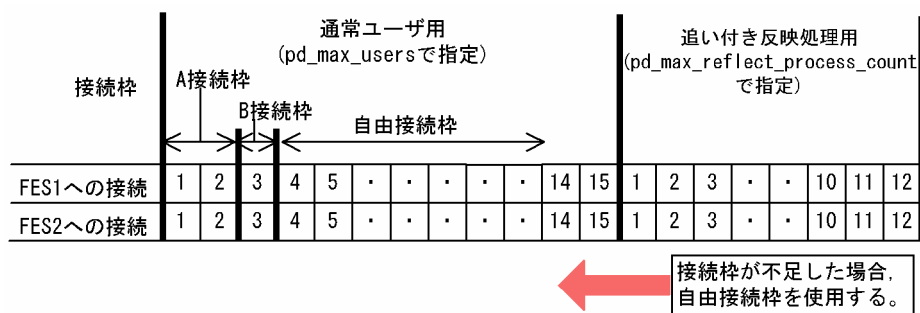 通常ユーザ用
(pd_max_usersで指定)
追い付き反映処理用
(pd_max_reflect_process_count
で指定)
接続枠
A接続枠
B接続枠
自由接続枠
FES1への接続 1 2 3 4 5 ・ ・ ・ ・ ・ 14 15 1 2 3 ・ ・ 10 11 12
FES2への接続 1 2 3 4 5 ・ ・ ・ ・ ・ 14 15 1 2 3 ・ ・ 10 11 12
接続枠が不足した場合,
自由接続枠を使用する。